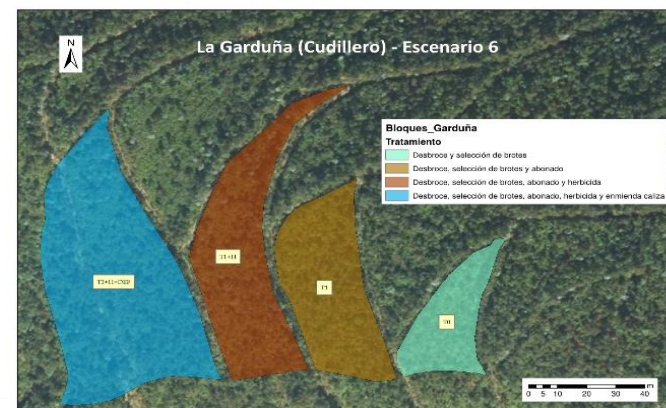 La Garduña (Cudillero) - Escenario 6
N
Bloques_Garduña
Tratamiento
Desbroce y selección de brotes
Desbroce, selección de brotes y abonado
Desbroce, selección de brotes, abonado y herbicida
Desbroce, selección de brotes, abonado, herbicida y enmienda caliza
m
0 5 10 20 30 40